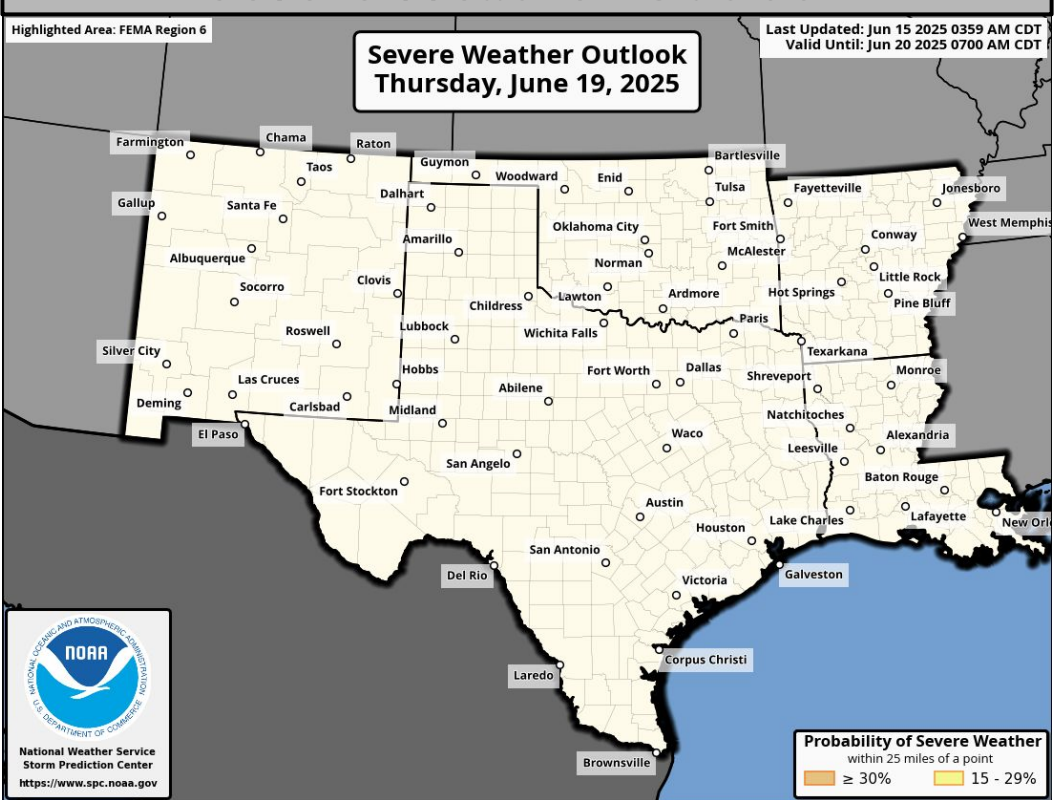 Highlighted Area: FEMA Region 6
Severe Weather Outlook
Thursday, June 19, 2025
Last Updated: Jun 15 2025 0359 AM CDT
Valid Until: Jun 20 2025 0700 AM CDT
Farmington
Chama
Raton
Taos
Guymon
Woodward
Enid
Bartlesville
Tulsa
Fayetteville
Jonesboro
Gallup
Santa Fe
Dalhart
Oklahoma City
Fort Smith
West Memphis
Albuquerque
Amarillo
Norman
McAlester
Conway
Socorro
Clovis
Childress
Lawton
Ardmore
Hot Springs
Little Rock
Pine Bluff
Roswell
Lubbock
Wichita Falls
Paris
Texarkana
Silver City
Las Cruces
Hobbs
Abilene
Fort Worth
Dallas
Shreveport
Monroe
Deming
Carlsbad
Midland
Natchitoches
El Paso
San Angelo
Waco
Leesville
Alexandria
Fort Stockton
Austin
Baton Rouge
Houston
Lake Charles
Lafayette
New Orl
Del Rio
San Antonio
Victoria
Galveston
Laredo
Corpus Christi
Brownsville
NATIONAL OCEANIC AND ATMOSPHERIC ADMINISTRATION
NOAA
U.S. DEPARTMENT OF COMMERCE
National Weather Service
Storm Prediction Center
https://www.spc.noaa.gov
Probability of Severe Weather
within 25 miles of a point
≥ 30%
15 - 29%